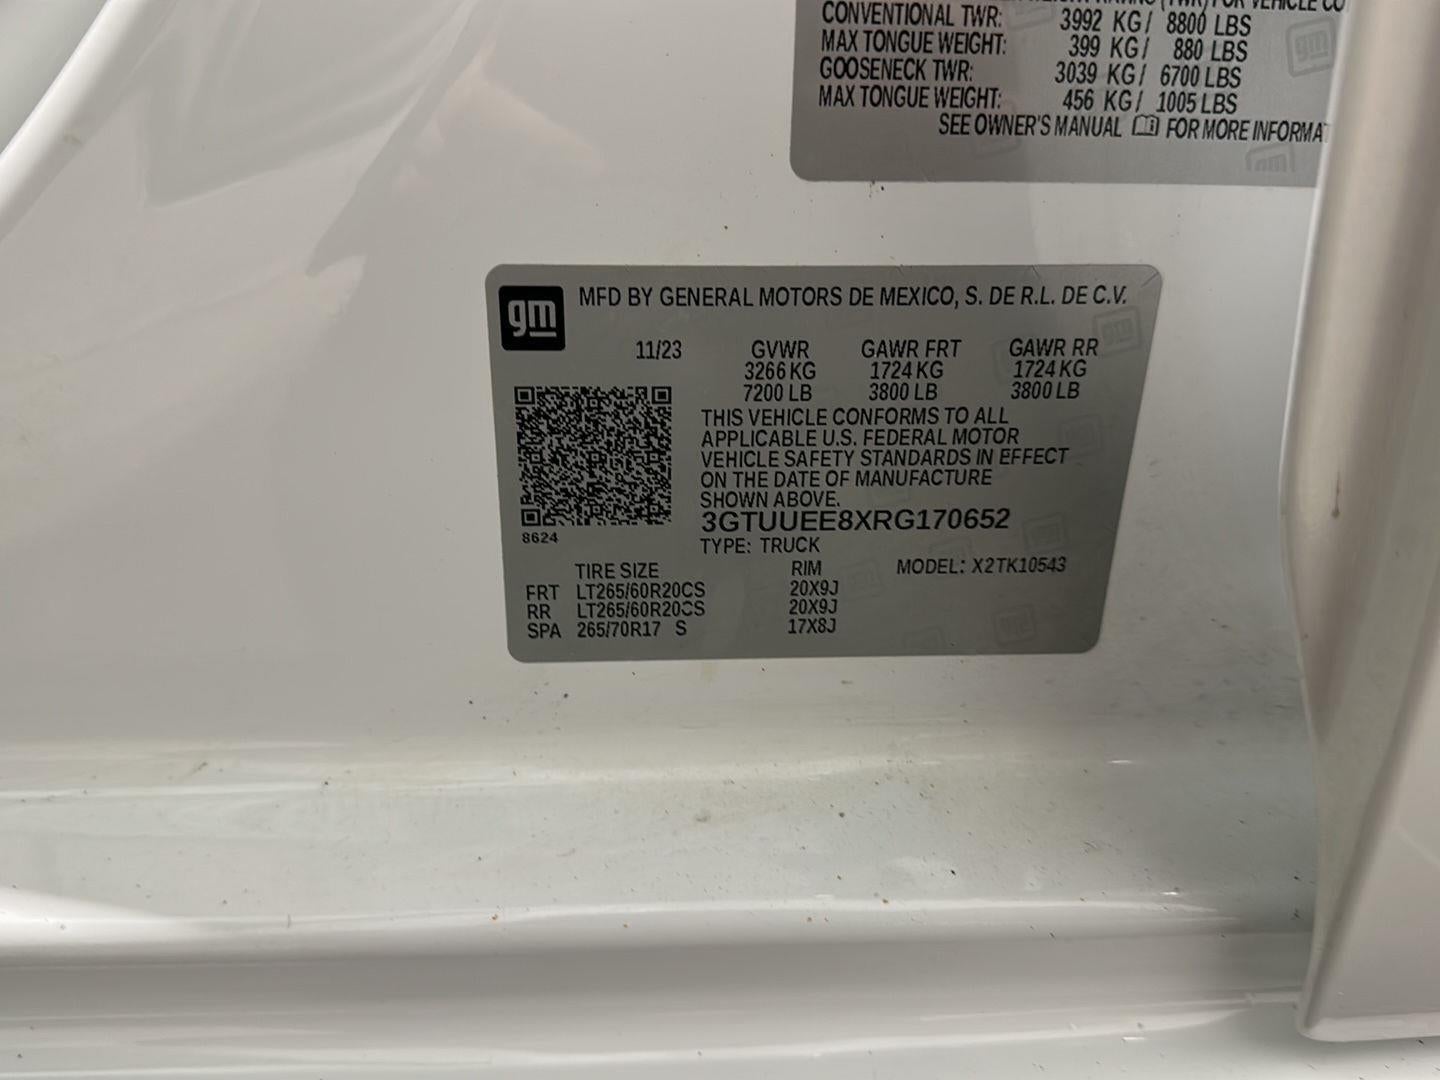 CONVENTIONAL TWR: 3992 KG / 8800 LBS
MAX TONGUE WEIGHT: 399 KG / 880 LBS
GOOSENECK TWR: 3039 KG / 6700 LBS
MAX TONGUE WEIGHT: 456 KG / 1005 LBS
SEE OWNER'S MANUAL FOR MORE INFORMA
gm
MFD BY GENERAL MOTORS DE MEXICO, S. DE R.L. DE C.V.
11/23 GVWR GAWR FRT GAWR RR
3266 KG 1724 KG 1724 KG
7200 LB 3800 LB 3800 LB
THIS VEHICLE CONFORMS TO ALL
APPLICABLE U.S. FEDERAL MOTOR
VEHICLE SAFETY STANDARDS IN EFFECT
ON THE DATE OF MANUFACTURE
SHOWN ABOVE.
3GTUUEE8XRG170652
8624
TYPE: TRUCK
TIRE SIZE RIM MODEL: X2TK10543
FRT LT265/60R20CS 20X9J
RR LT265/60R20CS 20X9J
SPA 265/70R17 S 17X8J